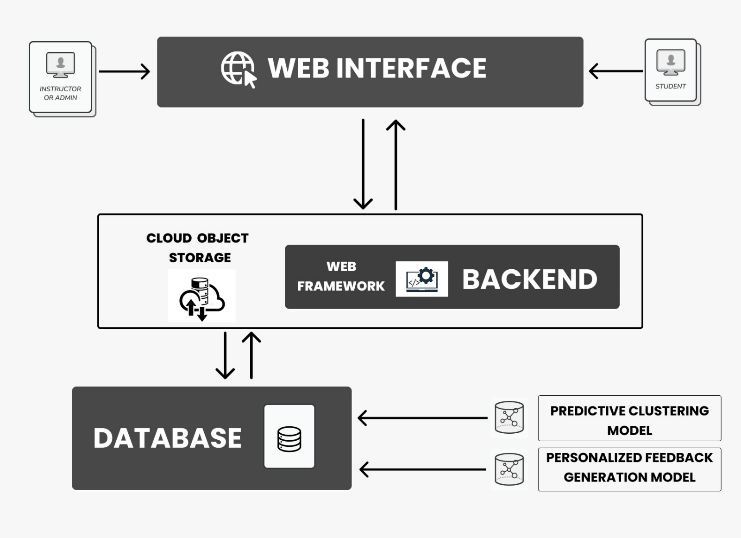 INSTRUCTOR
OR ADMIN
WEB INTERFACE
STUDENT
CLOUD OBJECT
STORAGE
WEB
FRAMEWORK
</>
BACKEND
DATABASE
PREDICTIVE CLUSTERING
MODEL
PERSONALIZED FEEDBACK
GENERATION MODEL